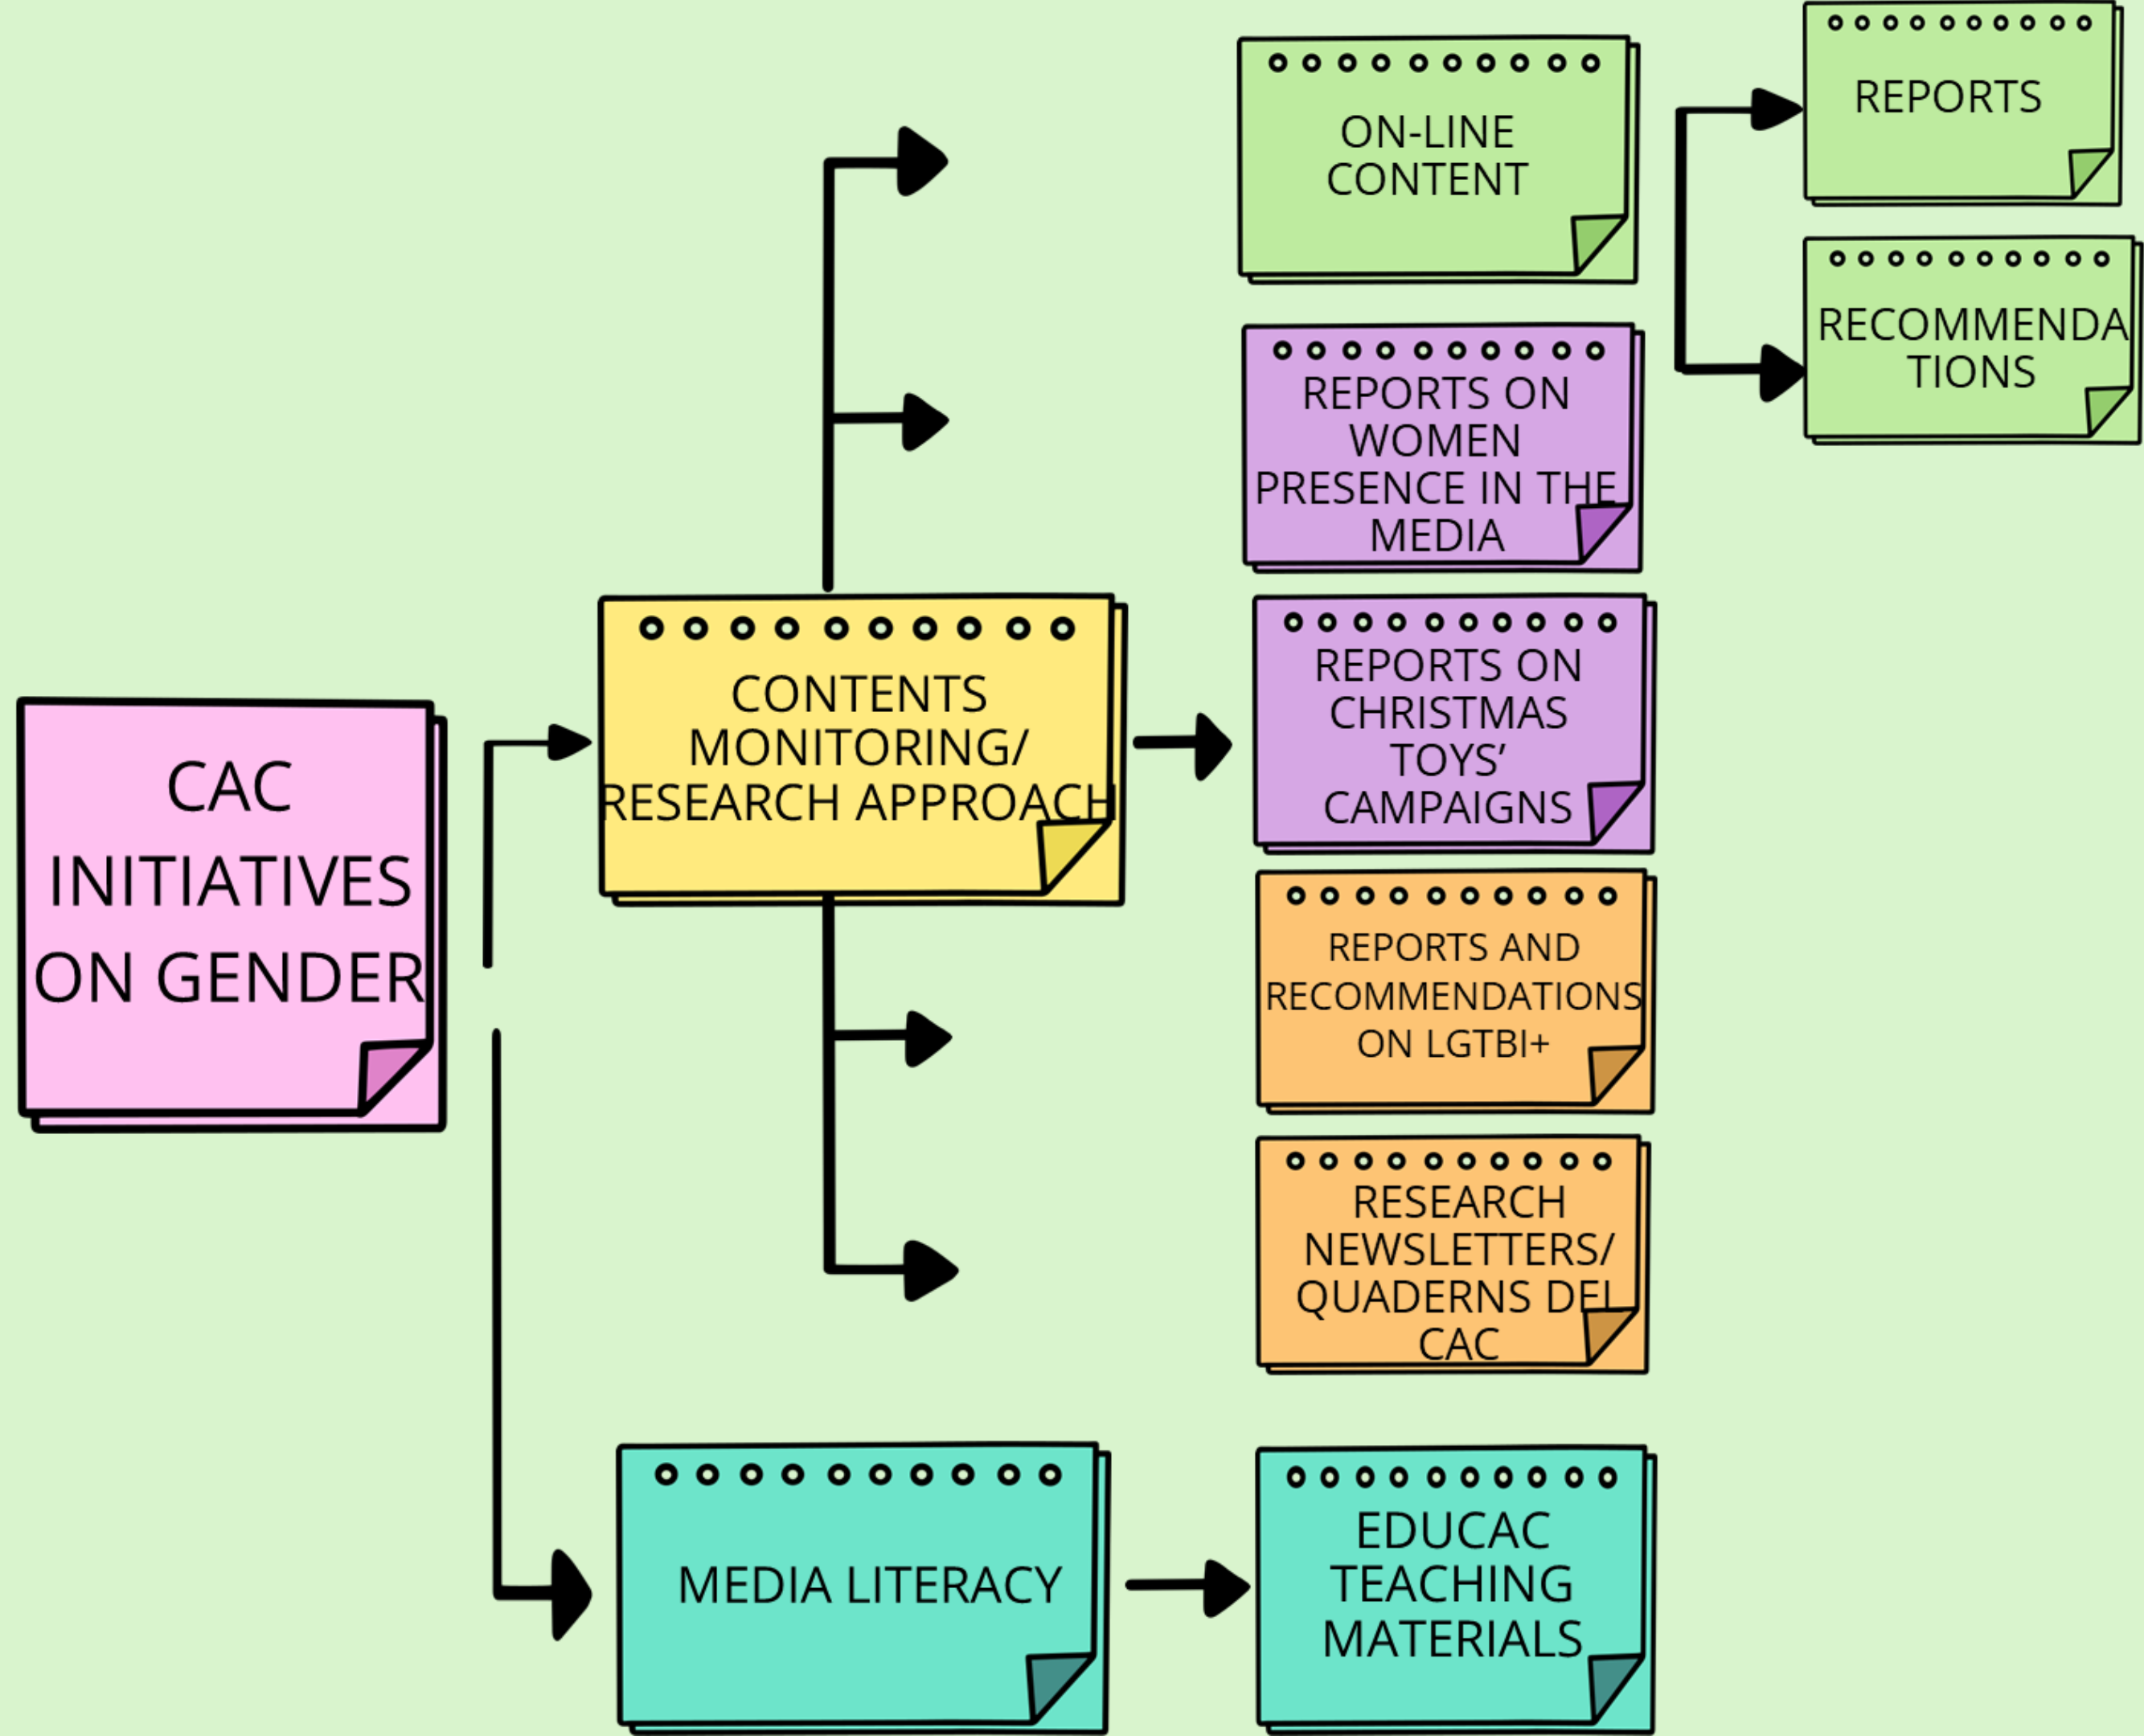 CAC
INITIATIVES
ON GENDER
CONTENTS
MONITORING/
RESEARCH APPROACH
ON-LINE
CONTENT
REPORTS
RECOMMENDA
TIONS
REPORTS ON
WOMEN
PRESENCE IN THE
MEDIA
REPORTS ON
CHRISTMAS
TOYS’
CAMPAIGNS
REPORTS AND
RECOMMENDATIONS
ON LGTBI+
RESEARCH
NEWSLETTERS/
QUADERNS DEL
CAC
MEDIA LITERACY
EDUCAC
TEACHING
MATERIALS